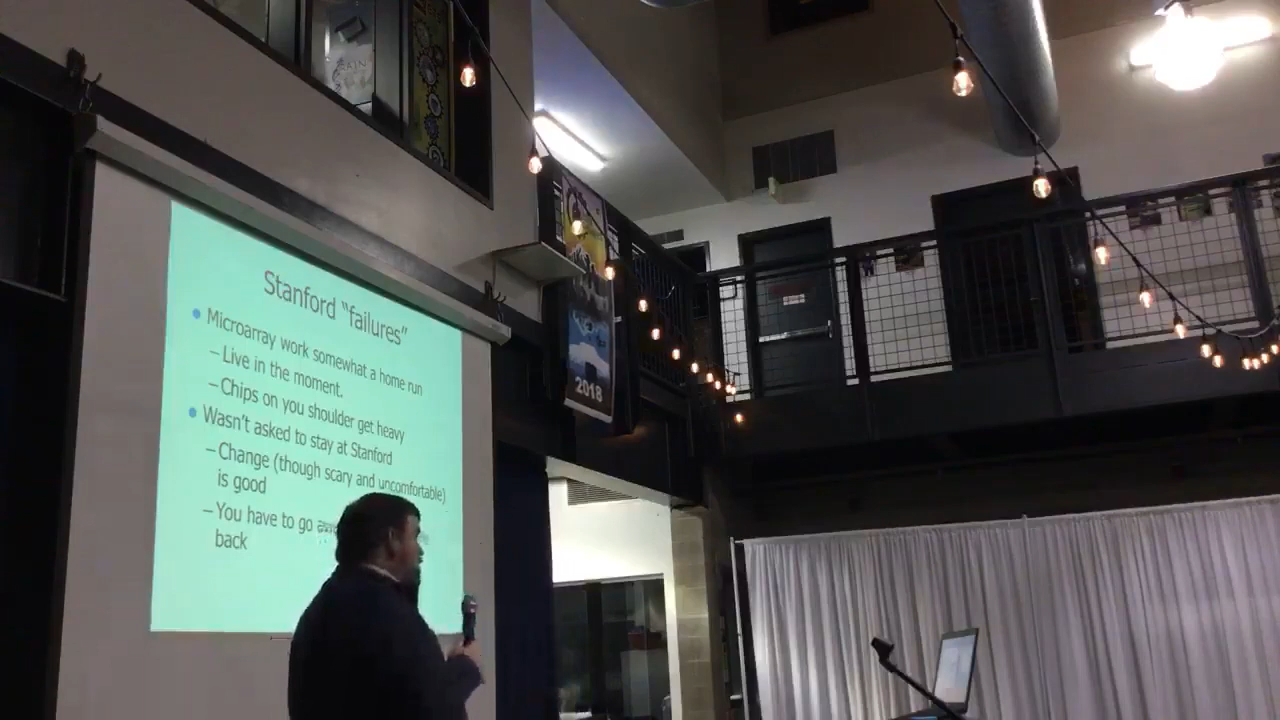 Stanford “failures”
• Microarray work somewhat a home run
– Live in the moment.
– Chips on you shoulder get heavy
• Wasn’t asked to stay at Stanford
– Change (though scary and uncomfortable)
is good
– You have to go
back
2018